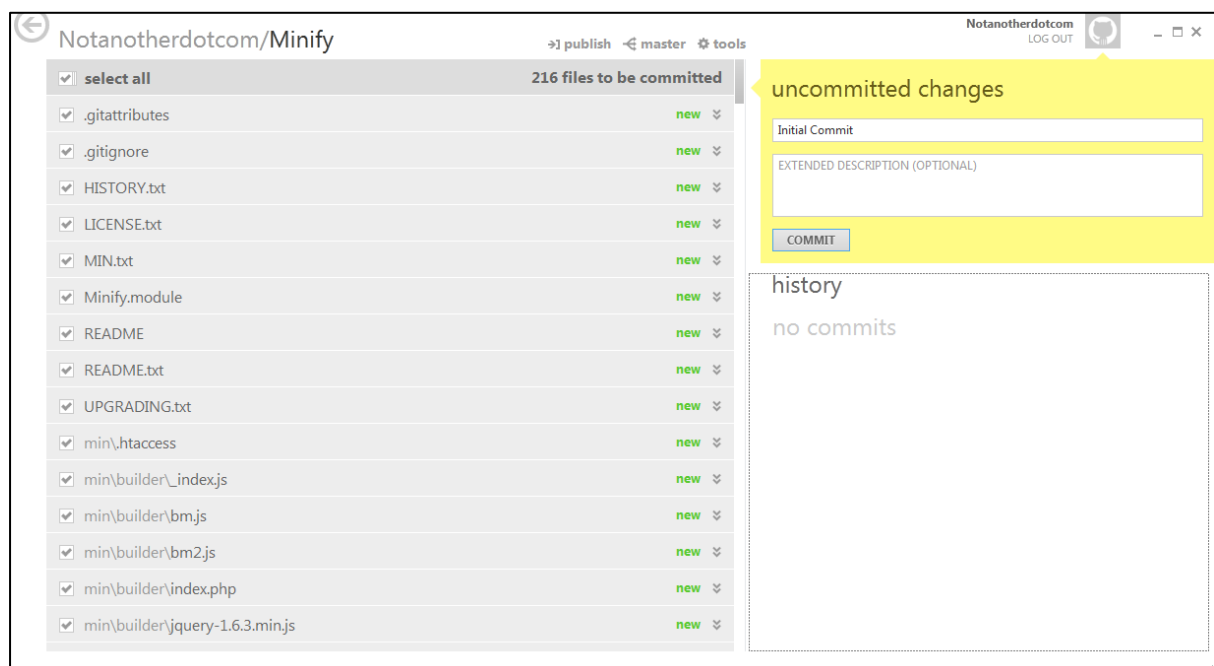 Notanotherdotcom/Minify
publish master tools
Notanotherdotcom
LOG OUT
select all 216 files to be committed
.gitattributes new
.gitignore new
HISTORY.txt new
LICENSE.txt new
MIN.txt new
Minify.module new
README new
README.txt new
UPGRADING.txt new
min\.htaccess new
min\builder\_index.js new
min\builder\bm.js new
min\builder\bm2.js new
min\builder\index.php new
min\builder\jquery-1.6.3.min.js new
uncommitted changes
Initial Commit
EXTENDED DESCRIPTION (OPTIONAL)
COMMIT
history
no commits